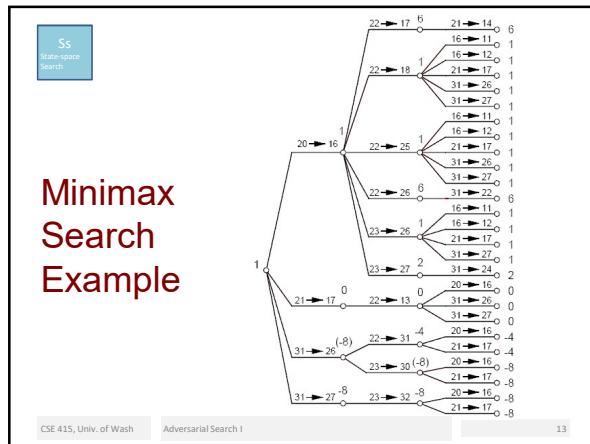 Ss
State-space
Search
Minimax
Search
Example
1
20 → 16
1
22 → 17
6
21 → 14
6
22 → 18
1
16 → 11
1
16 → 12
1
21 → 17
1
31 → 26
1
31 → 27
1
22 → 25
1
16 → 11
1
16 → 12
1
21 → 17
1
31 → 26
1
31 → 27
1
22 → 26
6
31 → 22
6
23 → 26
1
16 → 11
1
16 → 12
1
21 → 17
1
31 → 27
1
23 → 27
2
31 → 24
2
21 → 17
0
22 → 13
0
20 → 16
0
31 → 26
0
31 → 27
0
31 → 26
(-8)
22 → 31
-4
20 → 16
-4
21 → 17
-4
23 → 30
(-8)
20 → 16
-8
21 → 17
-8
31 → 27
-8
23 → 32
-8
20 → 16
-8
21 → 17
-8
CSE 415, Univ. of Wash
Adversarial Search I
13